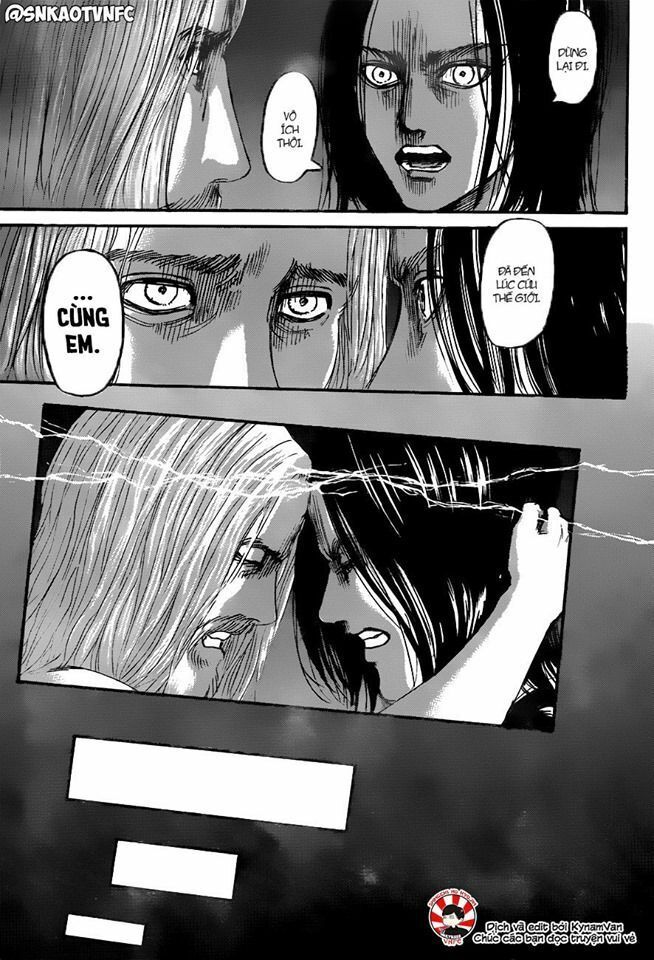 @SNKAOTVNFC
DỪNG
LẠI ĐI.
VÔ
ÍCH
THÔI.
ĐÃ ĐẾN
LÚC CỨU
THẾ GIỚI.
...
CÙNG
EM.
VNFC
Dịch và edit bởi KynamVan
Chúc các bạn đọc truyện vui vẻ